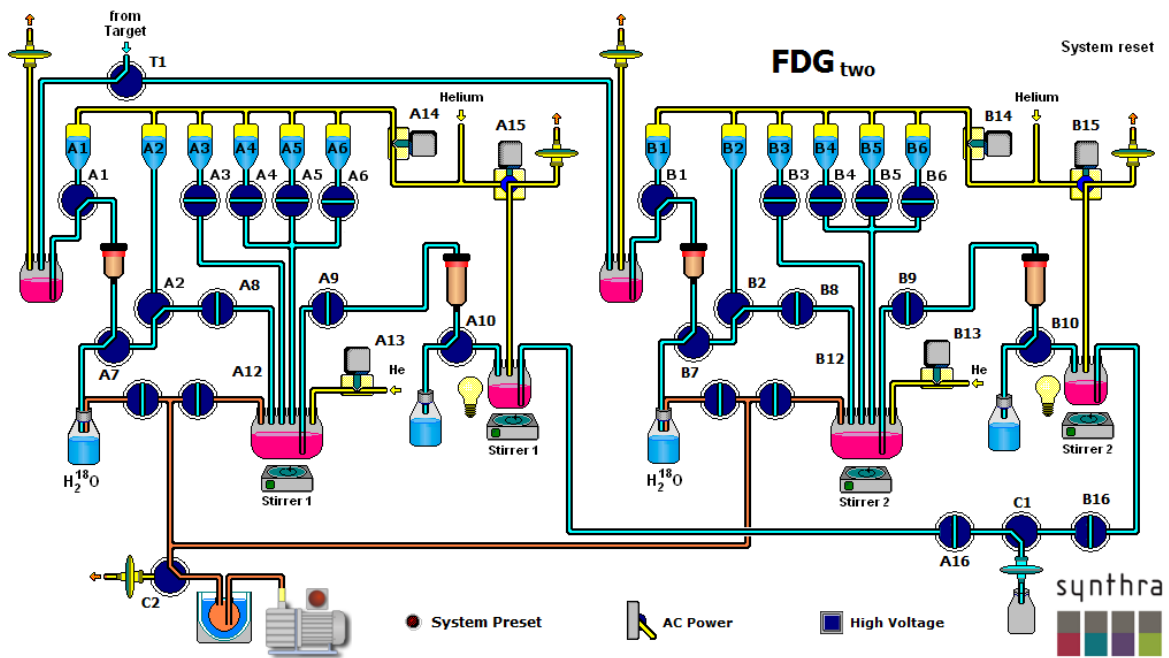 from
Target
T1
FDG two
System reset
Helium
A14
A15
Helium
B14
B15
A1
A2
A3
A4
A5
A6
B1
B2
B3
B4
B5
B6
A1
A3
A4
A5
A6
B1
B3
B4
B5
B6
A2
A8
A9
B2
B8
B9
A7
A10
A13
B7
B10
B13
A12
He
B12
He
H₂¹⁸O
Stirrer 1
Stirrer 1
H₂¹⁸O
Stirrer 2
Stirrer 2
C1
B16
A16
C2
System Preset
AC Power
High Voltage
synthra